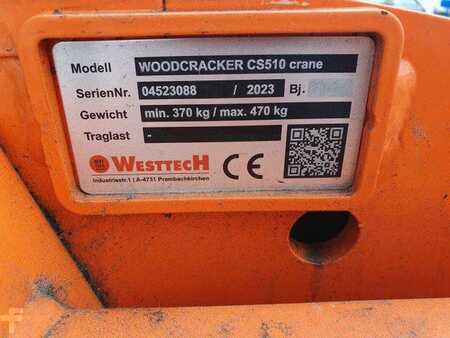 Modell WOODCRACKER CS510 crane
SerienNr. 04523088 / 2023 Bj.
Gewicht min. 370 kg / max. 470 kg
Traglast -
WESTTECH CE
Industriestr.1 | A-4731 Prambachkirchen